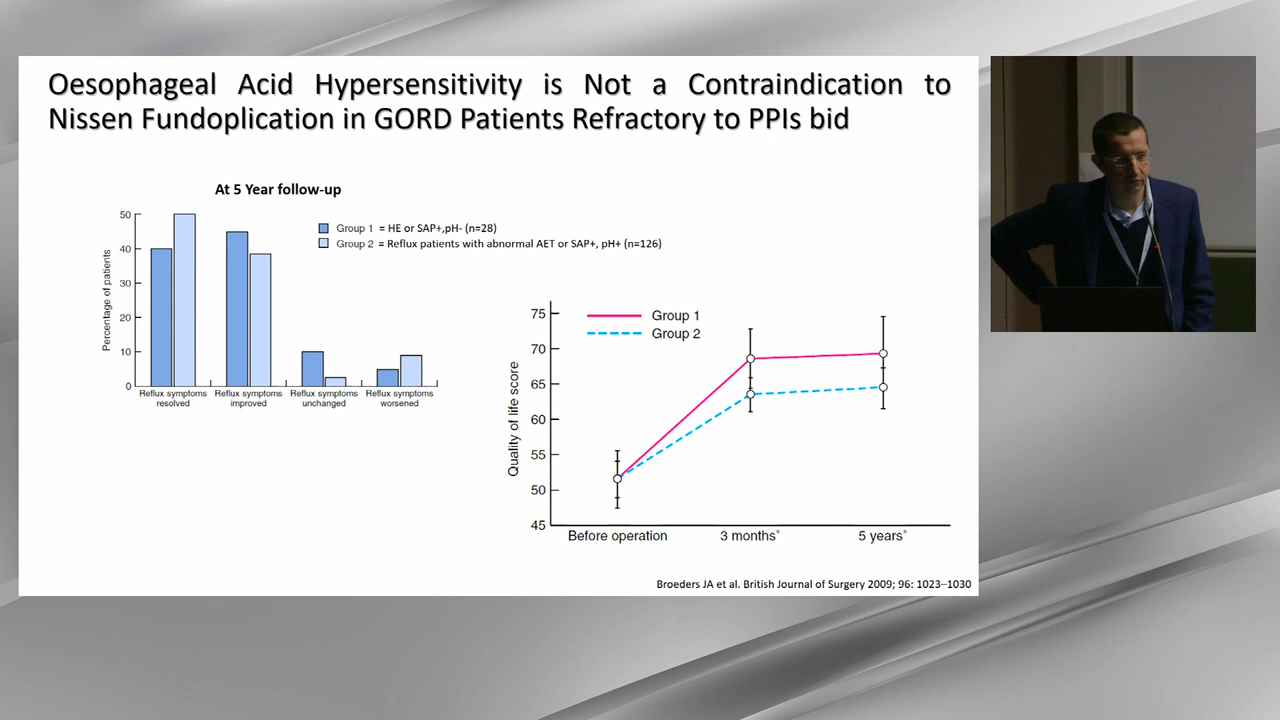 Oesophageal Acid Hypersensitivity is Not a Contraindication to
Nissen Fundoplication in GORD Patients Refractory to PPIs bid
At 5 Year follow-up
Percentage of patients
50
40
30
20
10
0
Group 1 = HE or SAP+,pH- (n=28)
Group 2 = Reflux patients with abnormal AET or SAP+, pH+ (n=126)
Reflux symptoms
resolved
Reflux symptoms
improved
Reflux symptoms
unchanged
Reflux symptoms
worsened
Quality of life score
75
70
65
60
55
50
45
Group 1
Group 2
Before operation
3 months*
5 years*
Broeders JA et al. British Journal of Surgery 2009; 96: 1023–1030